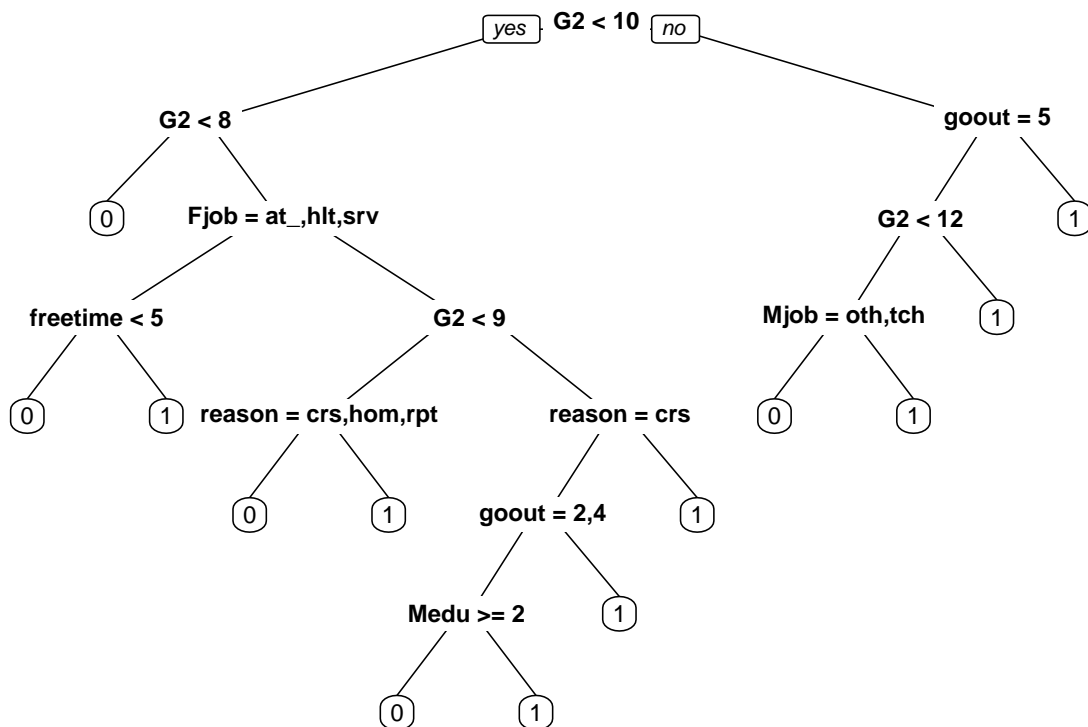 yes G2 < 10 no
G2 < 8 goout = 5
0 Fjob = at_,hlt,srv G2 < 12 1
freetime < 5 G2 < 9 Mjob = oth,tch 1
0 1 reason = crs,hom,rpt reason = crs 0 1
0 1 goout = 2,4 1
Medu >= 2 1
0 1